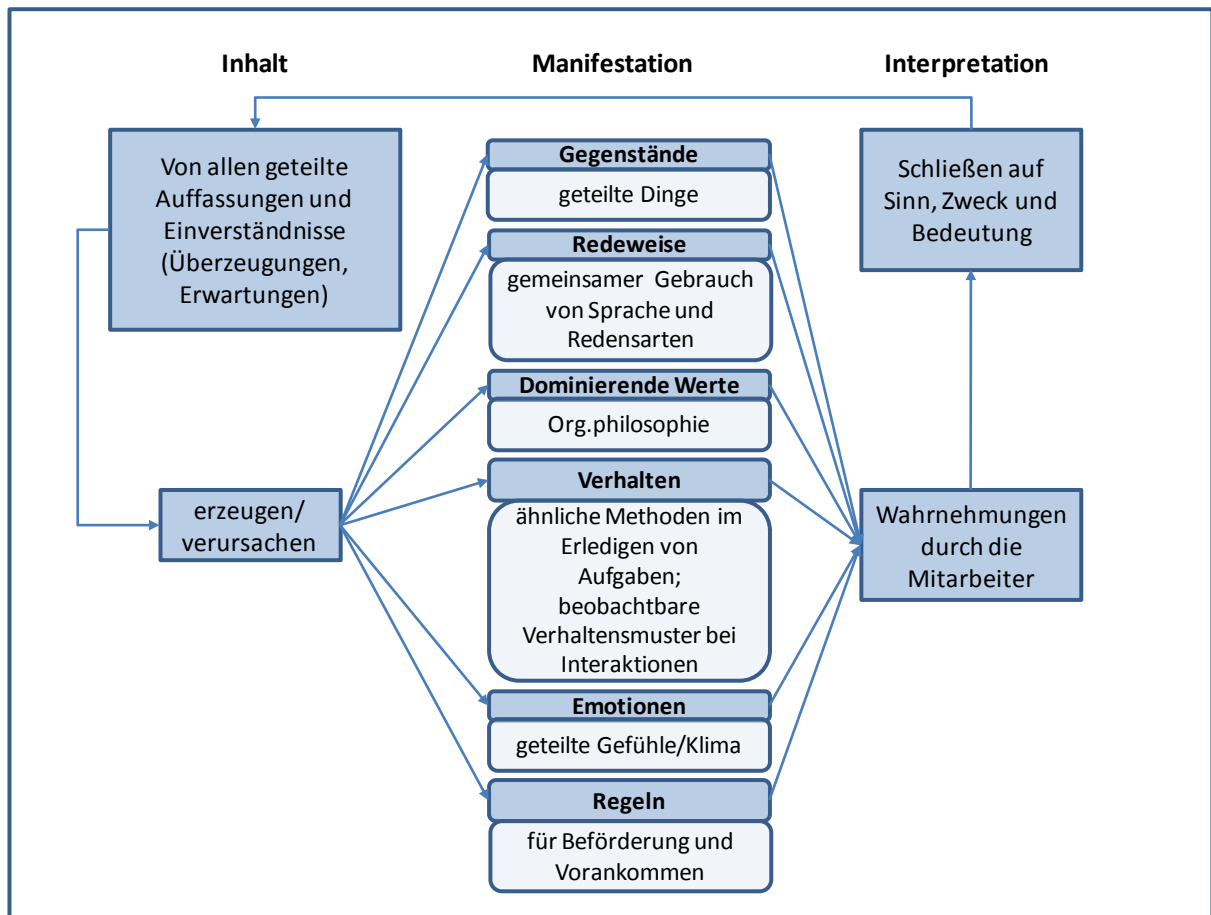 Inhalt
Manifestation
Interpretation
Von allen geteilte
Auffassungen und
Einverständnisse
(Überzeugungen,
Erwartungen)
erzeugen/
verursachen
Gegenstände
geteilte Dinge
Redeweise
gemeinsamer Gebrauch
von Sprache und
Redensarten
Dominierende Werte
Org.philosophie
Verhalten
ähnliche Methoden im
Erledigen von
Aufgaben;
beobachtbare
Verhaltensmuster bei
Interaktionen
Emotionen
geteilte Gefühle/Klima
Regeln
für Beförderung und
Vorankommen
Schließen auf
Sinn, Zweck und
Bedeutung
Wahrnehmungen
durch die
Mitarbeiter